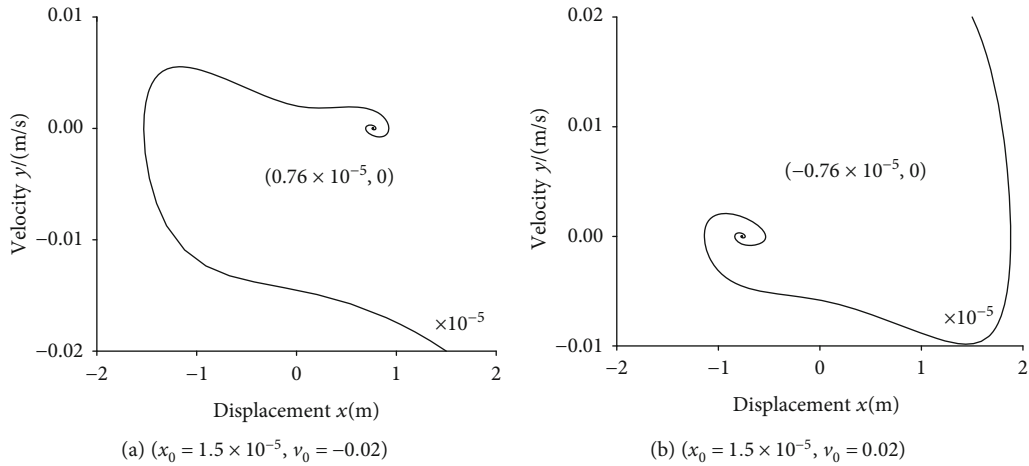 0.01
0.00
−0.01
−0.02
−2
−1
0
1
2
Velocity y/(m/s)
(0.76 × 10⁻⁵, 0)
×10⁻⁵
Displacement x(m)
(a) (x₀ = 1.5 × 10⁻⁵, v₀ = −0.02)
0.02
0.01
0.00
−0.01
−2
−1
0
1
2
Velocity y/(m/s)
(−0.76 × 10⁻⁵, 0)
×10⁻⁵
Displacement x(m)
(b) (x₀ = 1.5 × 10⁻⁵, v₀ = 0.02)